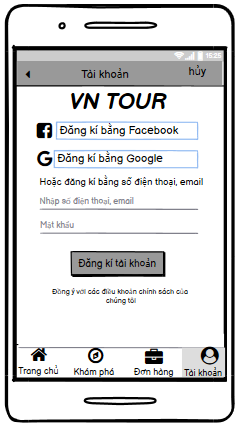 15:25
Tài khoản
hủy
VN TOUR
Đăng kí bằng Facebook
G Đăng kí bằng Google
Hoặc đăng kí bằng số điện thoại, email
Nhập số điện thoại, email
Mật khẩu
Đăng kí tài khoản
Đồng ý với các điều khoản chính sách của
chúng tôi
Trang chủ
Khám phá
Đơn hàng
Tài khoản